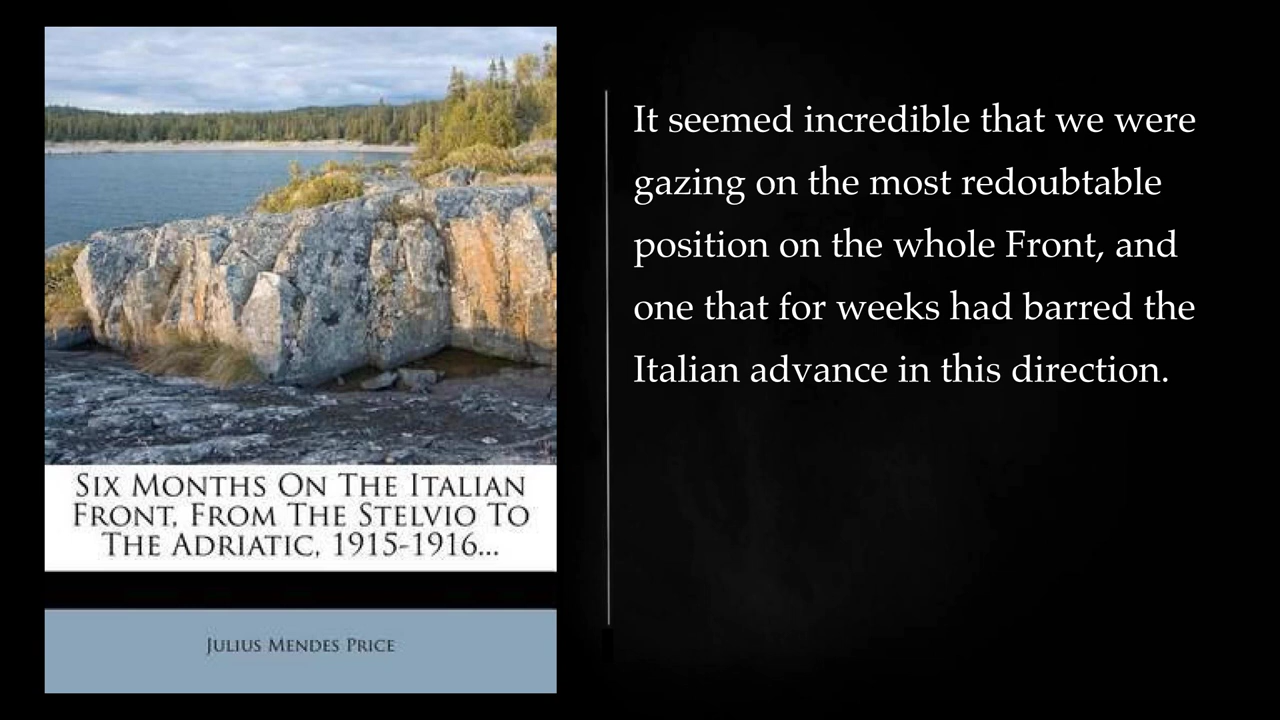 SIX MONTHS ON THE ITALIAN
FRONT, FROM THE STELVIO TO
THE ADRIATIC, 1915-1916...
JULIUS MENDES PRICE
It seemed incredible that we were
gazing on the most redoubtable
position on the whole Front, and
one that for weeks had barred the
Italian advance in this direction.